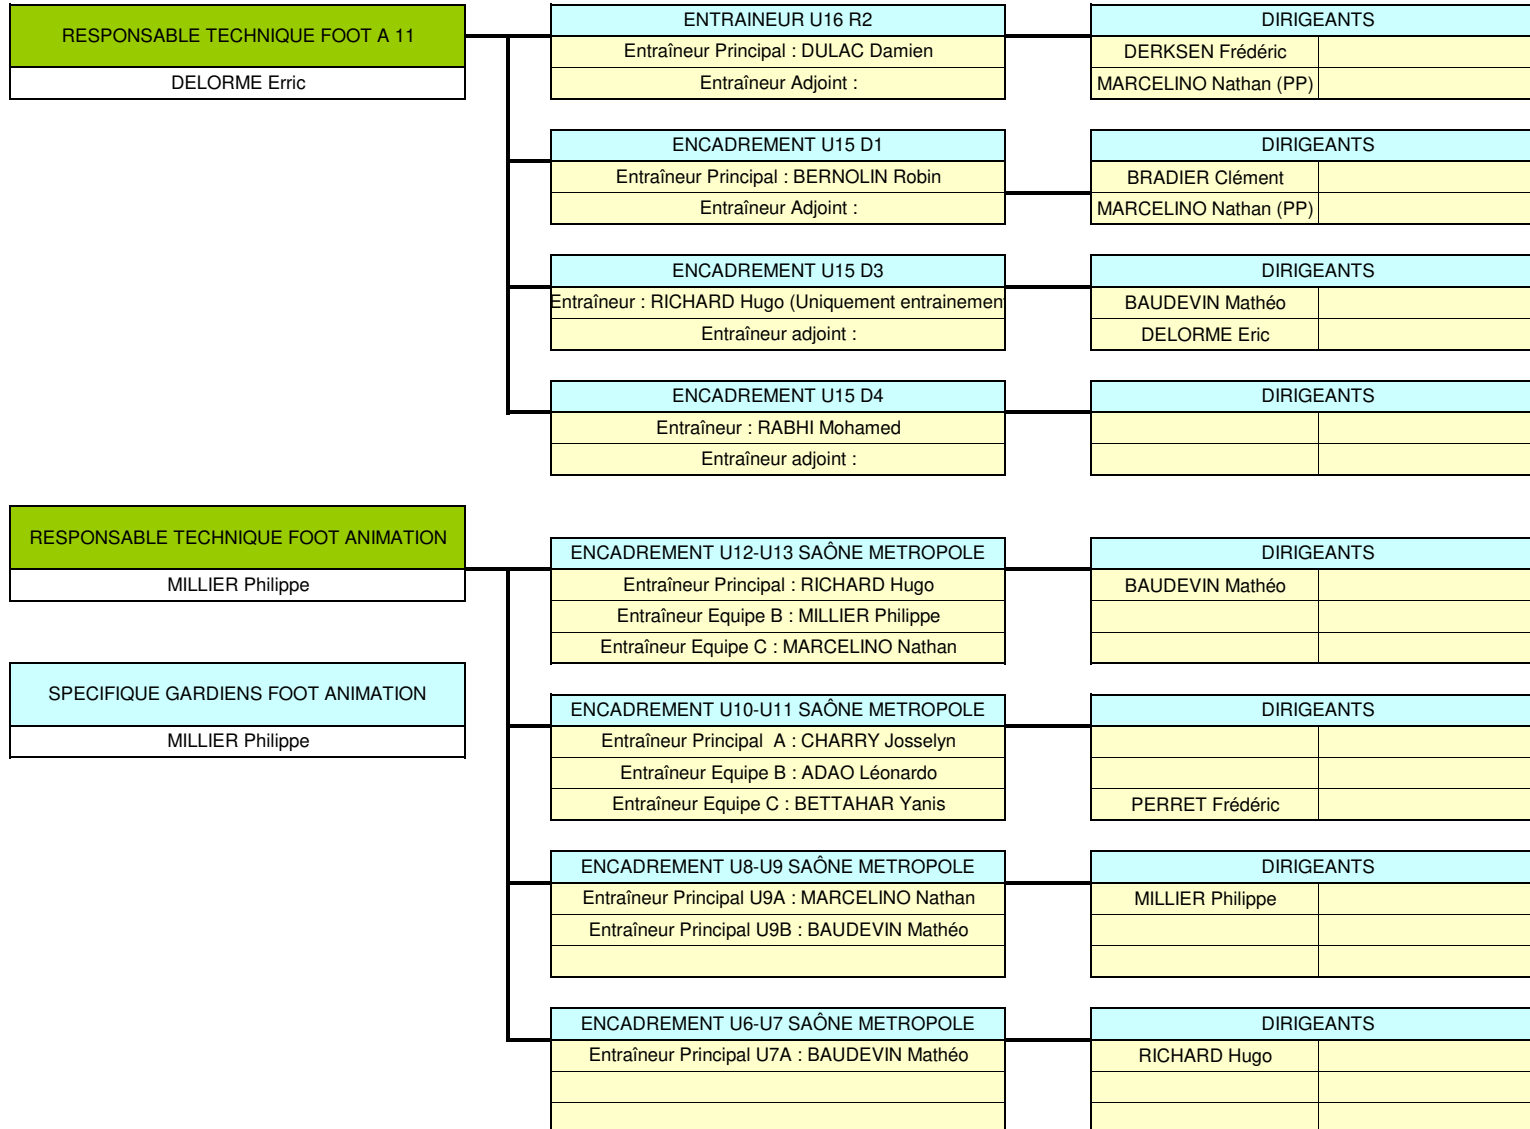 RESPONSABLE TECHNIQUE FOOT A 11
DELORME Erric
ENTRAINEUR U16 R2
Entraîneur Principal : DULAC Damien
Entraîneur Adjoint :
DIRIGEANTS
DERKSEN Frédéric
MARCELINO Nathan (PP)
ENCADREMENT U15 D1
Entraîneur Principal : BERNOLIN Robin
Entraîneur Adjoint :
DIRIGEANTS
BRADIER Clément
MARCELINO Nathan (PP)
ENCADREMENT U15 D3
Entraîneur : RICHARD Hugo (Uniquement entrainement
Entraîneur adjoint :
DIRIGEANTS
BAUDEVIN Mathéo
DELORME Eric
ENCADREMENT U15 D4
Entraîneur : RABHI Mohamed
Entraîneur adjoint :
DIRIGEANTS
RESPONSABLE TECHNIQUE FOOT ANIMATION
MILLIER Philippe
SPECIFIQUE GARDIENS FOOT ANIMATION
MILLIER Philippe
ENCADREMENT U12-U13 SAÔNE METROPOLE
Entraîneur Principal : RICHARD Hugo
Entraîneur Equipe B : MILLIER Philippe
Entraîneur Equipe C : MARCELINO Nathan
DIRIGEANTS
BAUDEVIN Mathéo
ENCADREMENT U10-U11 SAÔNE METROPOLE
Entraîneur Principal  A : CHARRY Josselyn
Entraîneur Equipe B : ADAO Léonardo
Entraîneur Equipe C : BETTAHAR Yanis
DIRIGEANTS
PERRET Frédéric
ENCADREMENT U8-U9 SAÔNE METROPOLE
Entraîneur Principal U9A : MARCELINO Nathan
Entraîneur Principal U9B : BAUDEVIN Mathéo
DIRIGEANTS
MILLIER Philippe
ENCADREMENT U6-U7 SAÔNE METROPOLE
Entraîneur Principal U7A : BAUDEVIN Mathéo
DIRIGEANTS
RICHARD Hugo